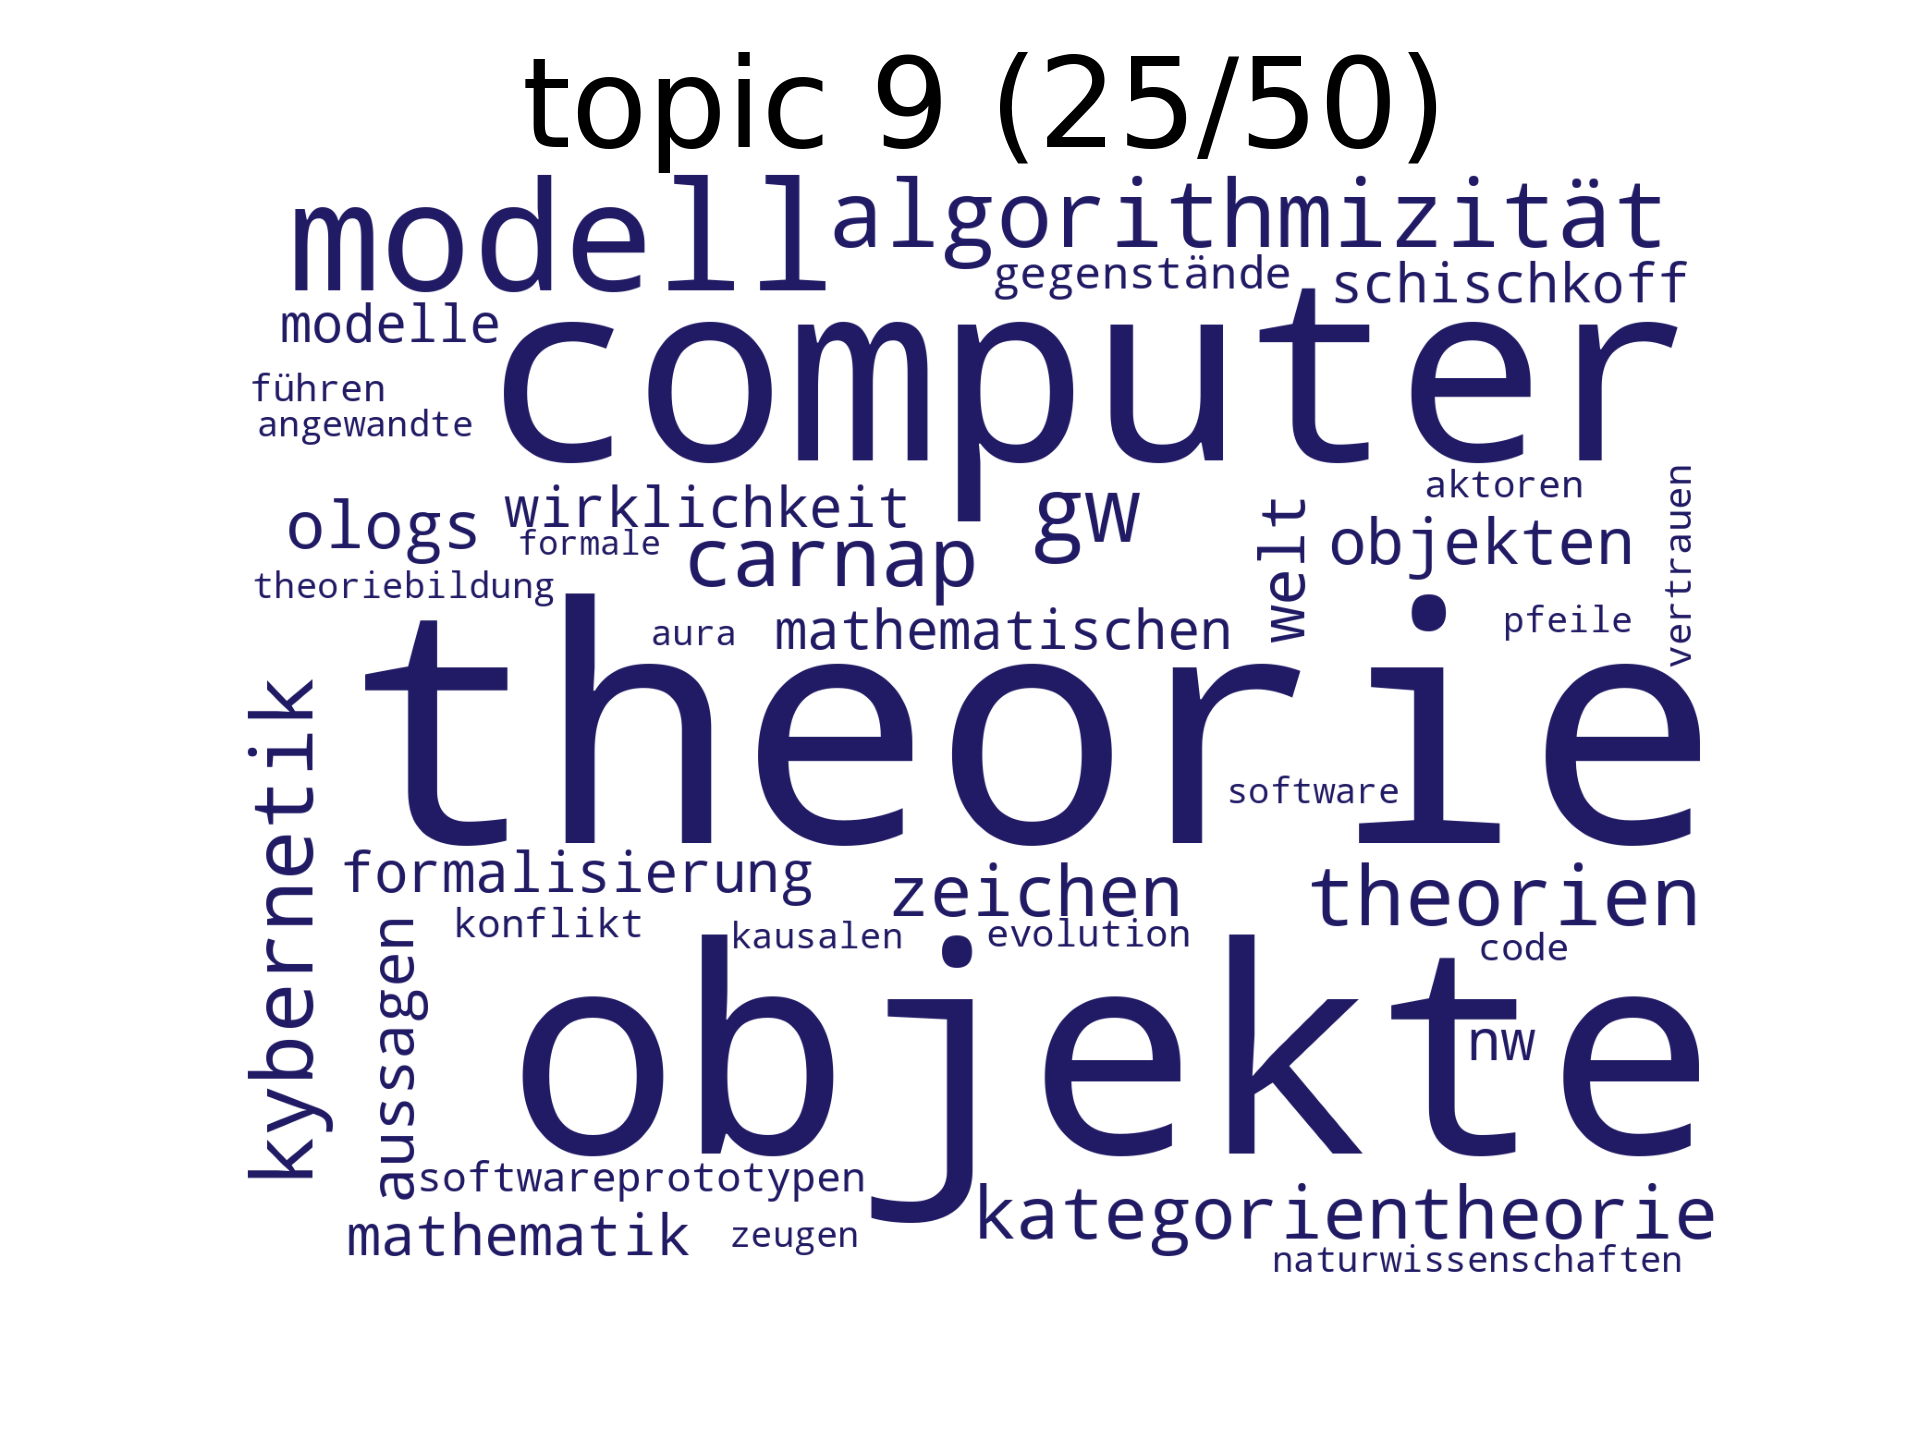 topic 9 (25/50)
modell
algorithmizität
gegenstände
schischkoff
modelle
computer
führen
angewandte
ologs
wirklichkeit
formale
carnap
gw
welt
aktoren
objekten
vertrauen
theoriebildung
aura
mathematischen
pfeile
theorie
kybernetik
software
formalisierung
zeichen
theorien
konflikt
kausalen
evolution
code
aussagen
objekte
nw
softwareprototypen
kategorientheorie
mathematik
zeugen
naturwissenschaften